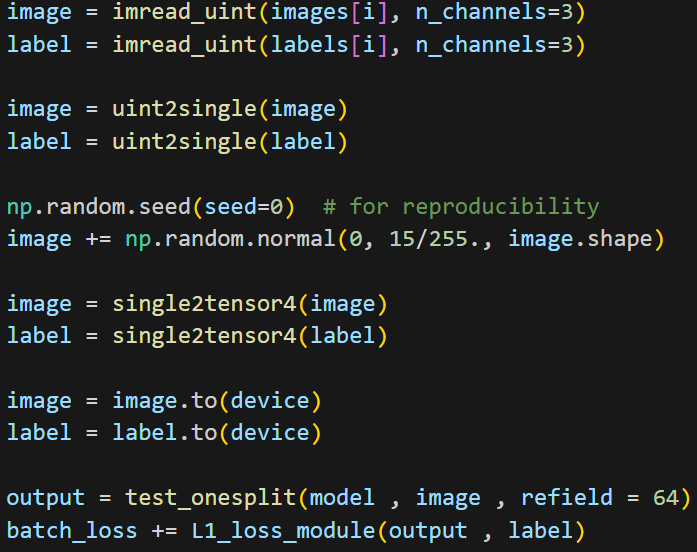 image = imread_uint(images[i], n_channels=3)
label = imread_uint(labels[i], n_channels=3)
image = uint2single(image)
label = uint2single(label)
np.random.seed(seed=0)  # for reproducibility
image += np.random.normal(0, 15/255., image.shape)
image = single2tensor4(image)
label = single2tensor4(label)
image = image.to(device)
label = label.to(device)
output = test_onesplit(model , image , refield = 64)
batch_loss += L1_loss_module(output , label)